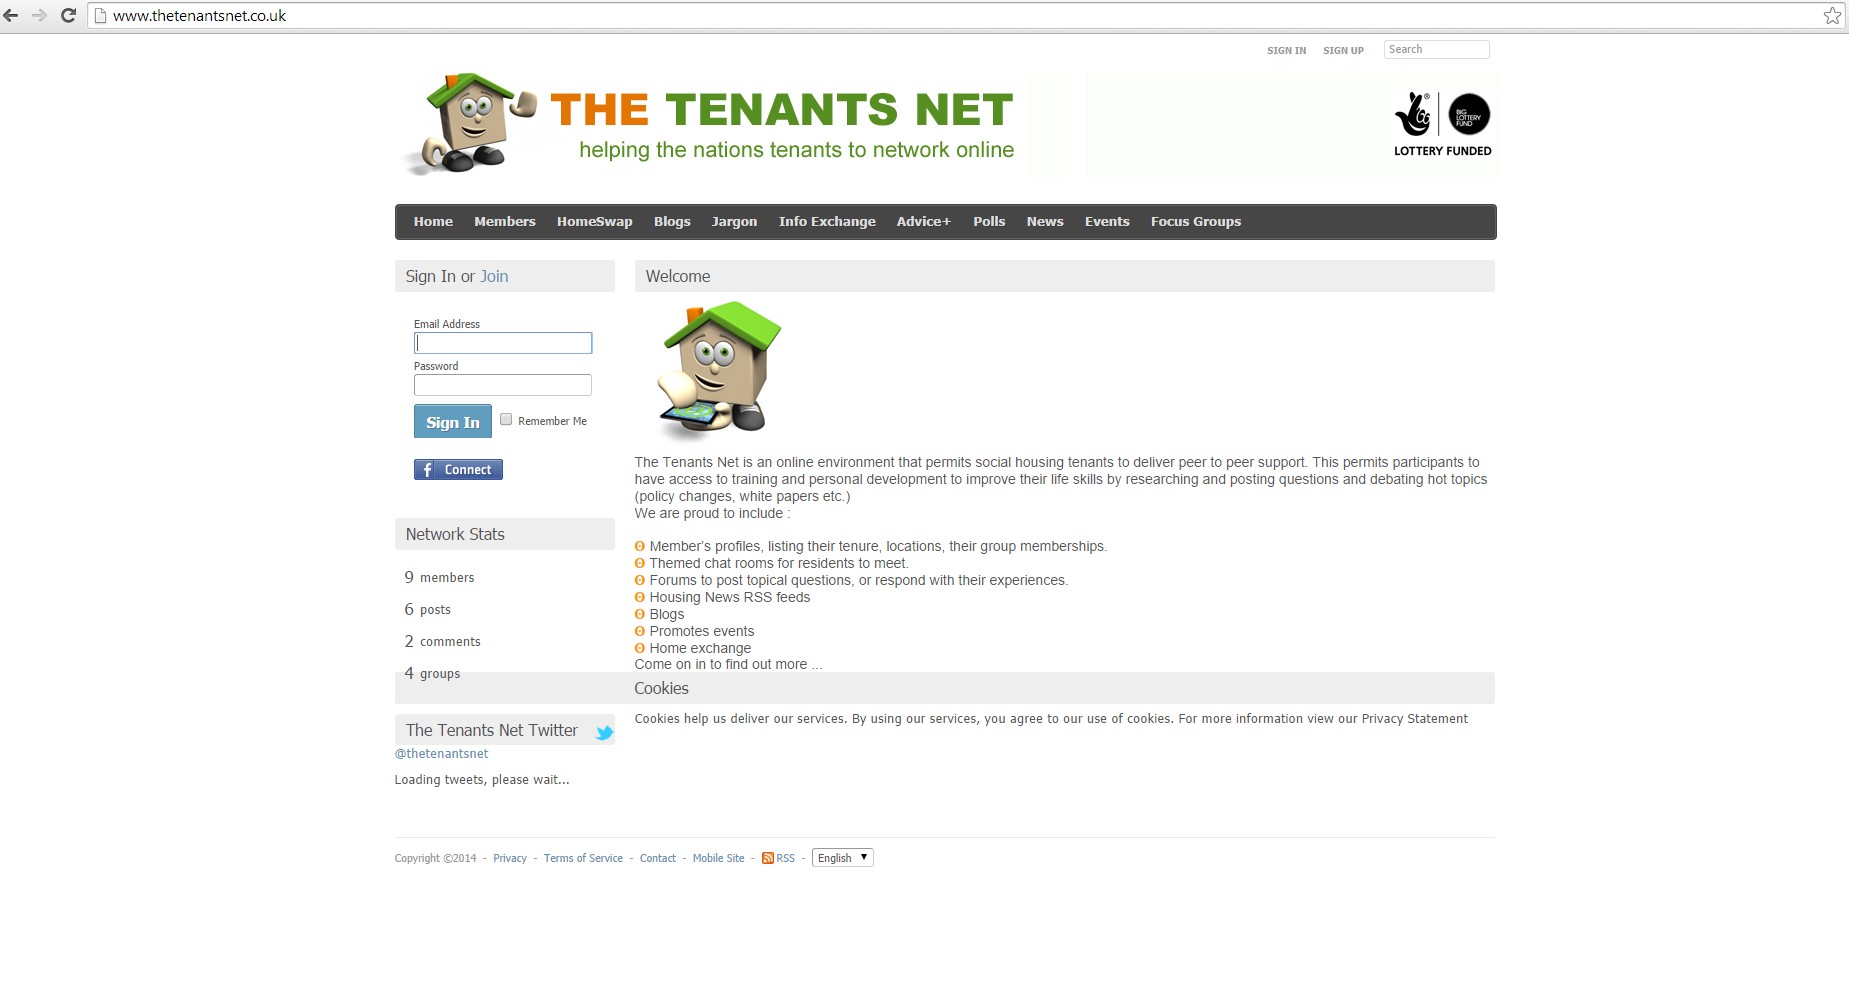 www.thetenantsnet.co.uk
SIGN IN SIGN UP Search
THE TENANTS NET
helping the nations tenants to network online
BIG
LOTTERY
FUND
LOTTERY FUNDED
Home Members HomeSwap Blogs Jargon Info Exchange Advice+ Polls News Events Focus Groups
Sign In or Join
Email Address
Password
Sign In Remember Me
f Connect
Network Stats
9 members
6 posts
2 comments
4 groups
The Tenants Net Twitter
@thetenantsnet
Loading tweets, please wait...
Welcome
The Tenants Net is an online environment that permits social housing tenants to deliver peer to peer support. This permits participants to
have access to training and personal development to improve their life skills by researching and posting questions and debating hot topics
(policy changes, white papers etc.)
We are proud to include :
Member's profiles, listing their tenure, locations, their group memberships.
Themed chat rooms for residents to meet.
Forums to post topical questions, or respond with their experiences.
Housing News RSS feeds
Blogs
Promotes events
Home exchange
Come on in to find out more ...
Cookies
Cookies help us deliver our services. By using our services, you agree to our use of cookies. For more information view our Privacy Statement
Copyright ©2014 - Privacy - Terms of Service - Contact - Mobile Site - RSS - English